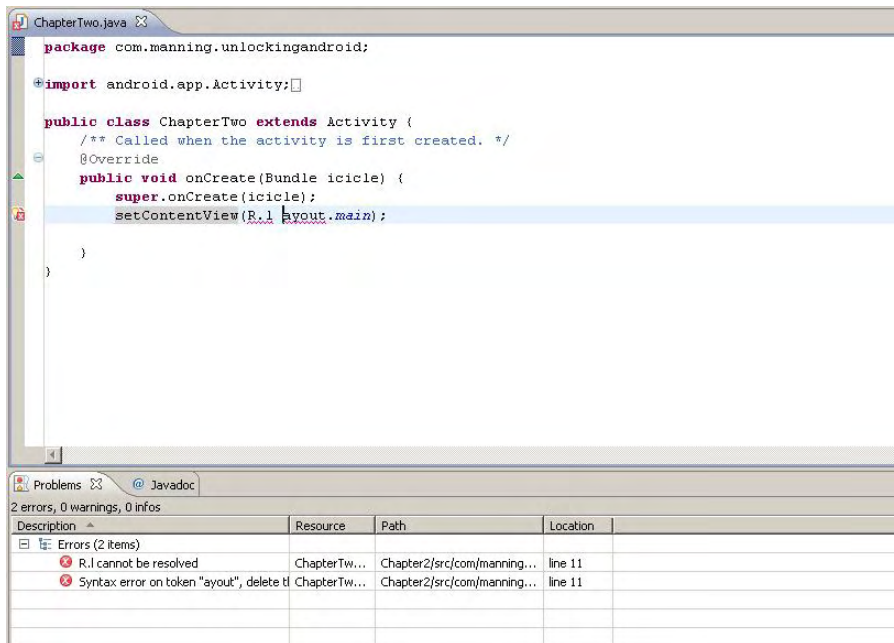 ChapterTwo.java
package com.manning.unlockingandroid;
import android.app.Activity;
public class ChapterTwo extends Activity {
/** Called when the activity is first created. */
@Override
public void onCreate(Bundle icicle) {
super.onCreate(icicle);
setContentView(R.l ayout.main);
}
}
Problems @ Javadoc
2 errors, 0 warnings, 0 infos
Description Resource Path Location
Errors (2 items)
R.l cannot be resolved ChapterTw... Chapter2/src/com/manning... line 11
Syntax error on token "ayout", delete tl ChapterTw... Chapter2/src/com/manning... line 11